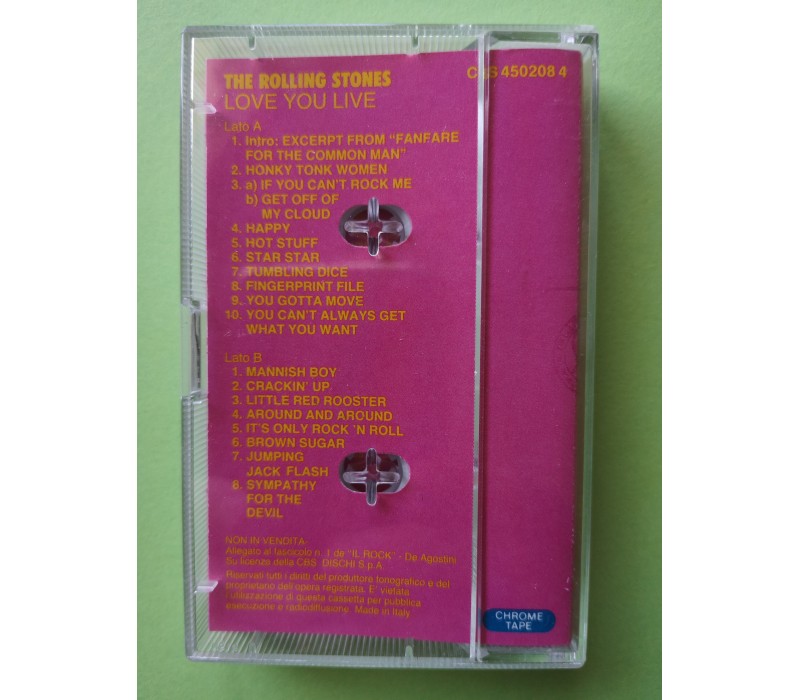 THE ROLLING STONES
LOVE YOU LIVE
CBS 450208 4
Lato A
1. Intro: EXCERPT FROM "FANFARE
FOR THE COMMON MAN"
2. HONKY TONK WOMEN
3. a) IF YOU CAN'T ROCK ME
b) GET OFF OF
MY CLOUD
4. HAPPY
5. HOT STUFF
6. STAR STAR
7. TUMBLING DICE
8. FINGERPRINT FILE
9. YOU GOTTA MOVE
10. YOU CAN'T ALWAYS GET
WHAT YOU WANT
Lato B
1. MANNISH BOY
2. CRACKIN' UP
3. LITTLE RED ROOSTER
4. AROUND AND AROUND
5. IT'S ONLY ROCK 'N ROLL
6. BROWN SUGAR
7. JUMPING
JACK FLASH
8. SYMPATHY
FOR THE
DEVIL
NON IN VENDITA
Allegato al fascicolo n. 1 de "IL ROCK" - De Agostini
Su licenza della CBS DISCHI S.p.A.
Riservati tutti i diritti del produttore fonografico e del
proprietario dell'opera registrata. E' vietata
l'utilizzazione di questa cassetta per pubblica
esecuzione e radiodiffusione. Made in Italy
CHROME
TAPE